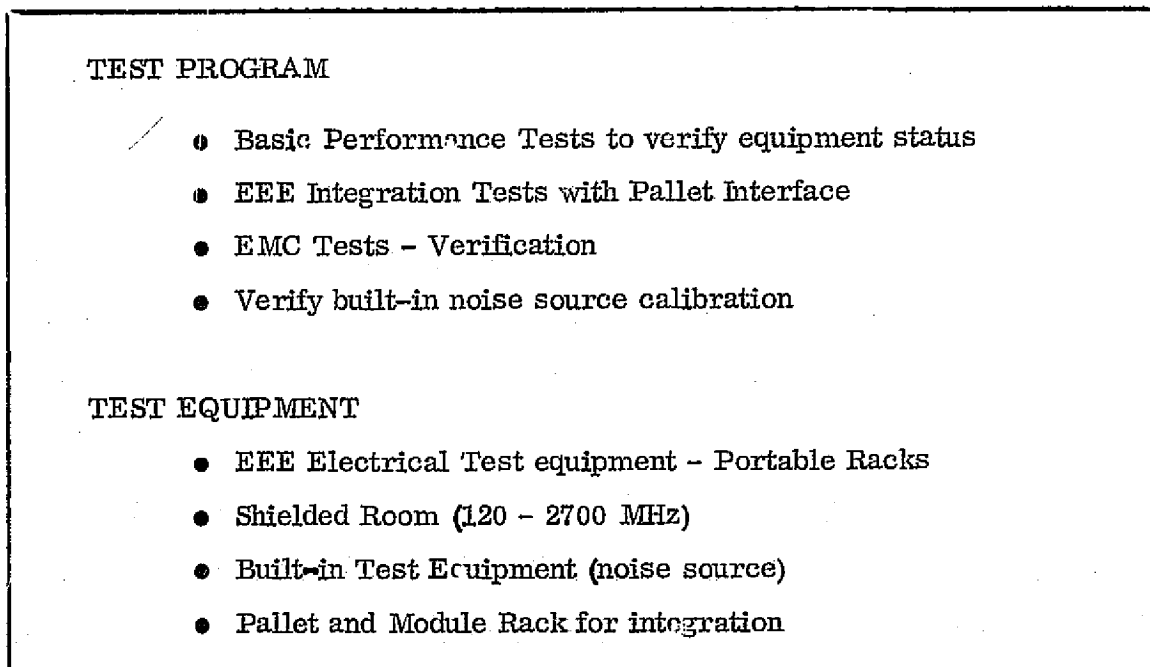 TEST PROGRAM
● Basic Performance Tests to verify equipment status
● EEE Integration Tests with Pallet Interface
● EMC Tests – Verification
● Verify built-in noise source calibration
TEST EQUIPMENT
● EEE Electrical Test equipment – Portable Racks
● Shielded Room (120 – 2700 MHz)
● Built-in Test Equipment (noise source)
● Pallet and Module Rack for integration